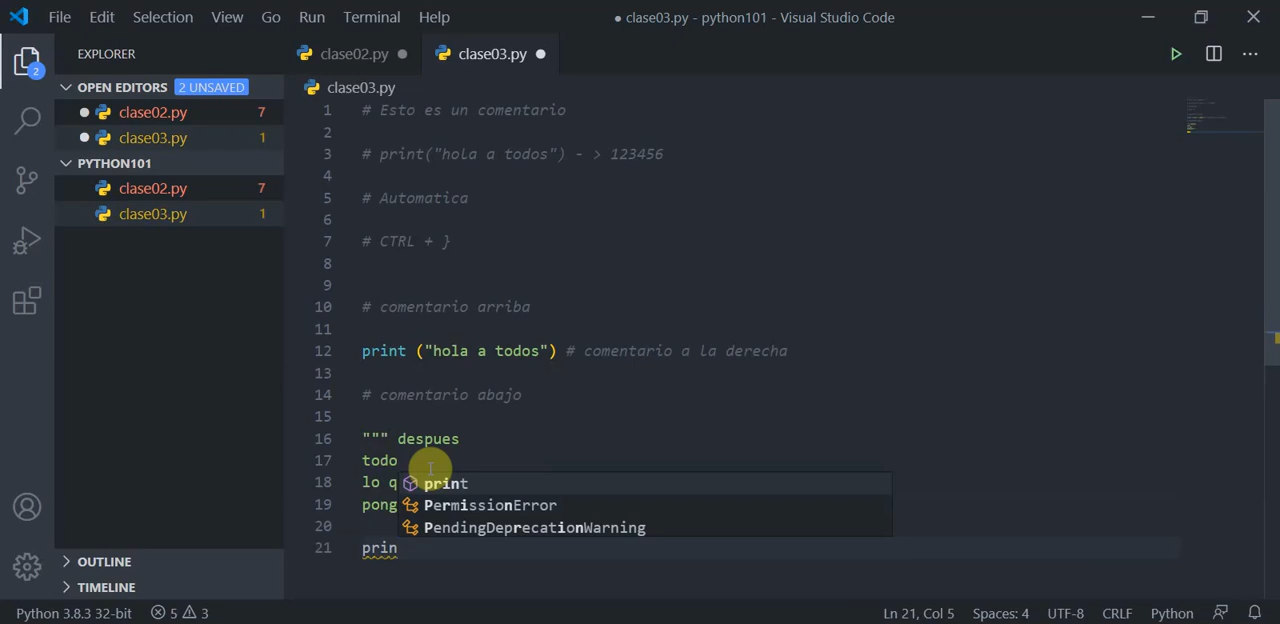 File Edit Selection View Go Run Terminal Help
● clase03.py - python101 - Visual Studio Code
EXPLORER
clase02.py
clase03.py
OPEN EDITORS 2 UNSAVED
clase03.py
clase02.py 7
clase03.py 1
PYTHON101
clase02.py 7
clase03.py 1
2
1 # Esto es un comentario
2
3 # print("hola a todos") - > 123456
4
5 # Automatica
6
7 # CTRL + }
8
9
10 # comentario arriba
11
12 print ("hola a todos") # comentario a la derecha
13
14 # comentario abajo
15
16 """ despues
17 todo
18 lo q
19 pong
20
21 prin
print
PermissionError
PendingDeprecationWarning
OUTLINE
TIMELINE
Python 3.8.3 32-bit 5 3
Ln 21, Col 5 Spaces: 4 UTF-8 CRLF Python